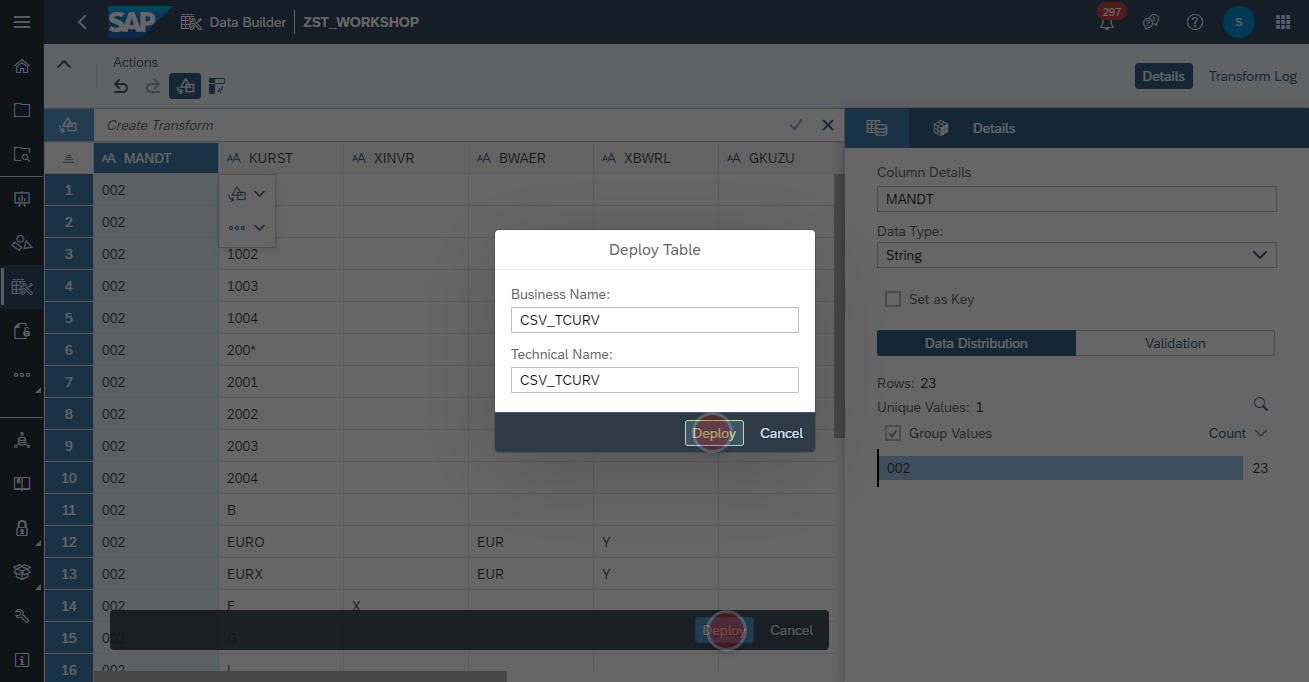 SAP Data Builder ZST_WORKSHOP 297 S
Actions
Details Transform Log
Create Transform
MANDT KURST XINVR BWAER XBWRL GKUZU
1 002
2 002
3 002 1002
4 002 1003
5 002 1004
6 002 200*
7 002 2001
8 002 2002
9 002 2003
10 002 2004
11 002 B
12 002 EURO EUR Y
13 002 EURX EUR Y
14 002 F X
15 G
16 002
Deploy Cancel
Deploy Table
Business Name:
CSV_TCURV
Technical Name:
CSV_TCURV
Deploy Cancel
Details
Column Details
MANDT
Data Type:
String
Set as Key
Data Distribution Validation
Rows: 23
Unique Values: 1
Group Values Count
002 23